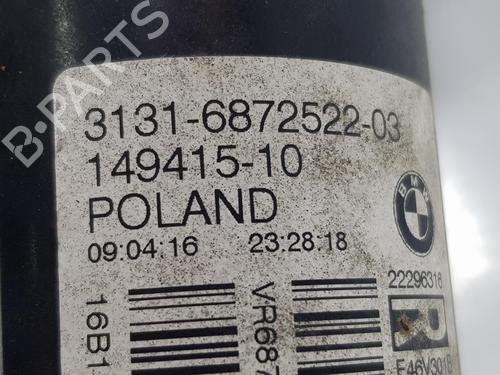 3131-6872522-03
149415-10
POLAND
09:04:16 23:28:18
BMW
22296316
16B1
VR687
B-PARTS